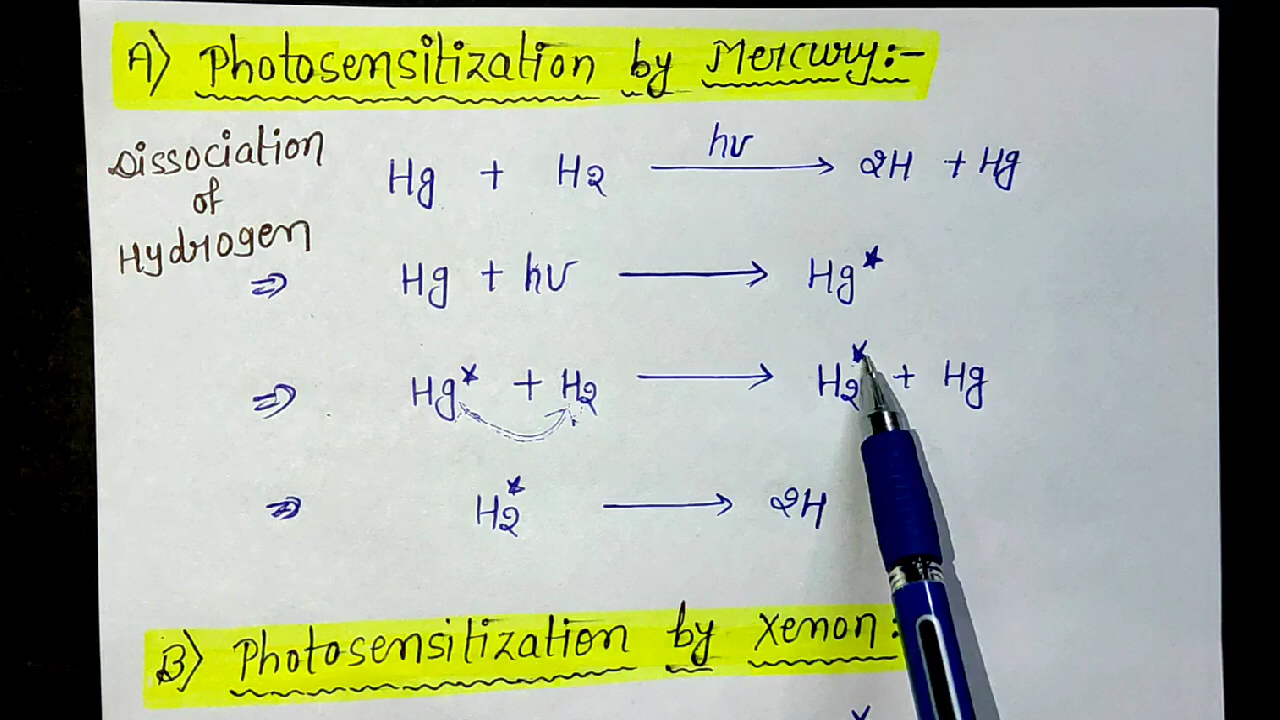 A) Photosensitization by Mercury:-
Dissociation of Hydrogen
Hg + H2 hν → 2H + Hg
⇒ Hg + hν → Hg*
⇒ Hg* + H2 → H2* + Hg
⇒ H2* → 2H
B) Photosensitization by Xenon: